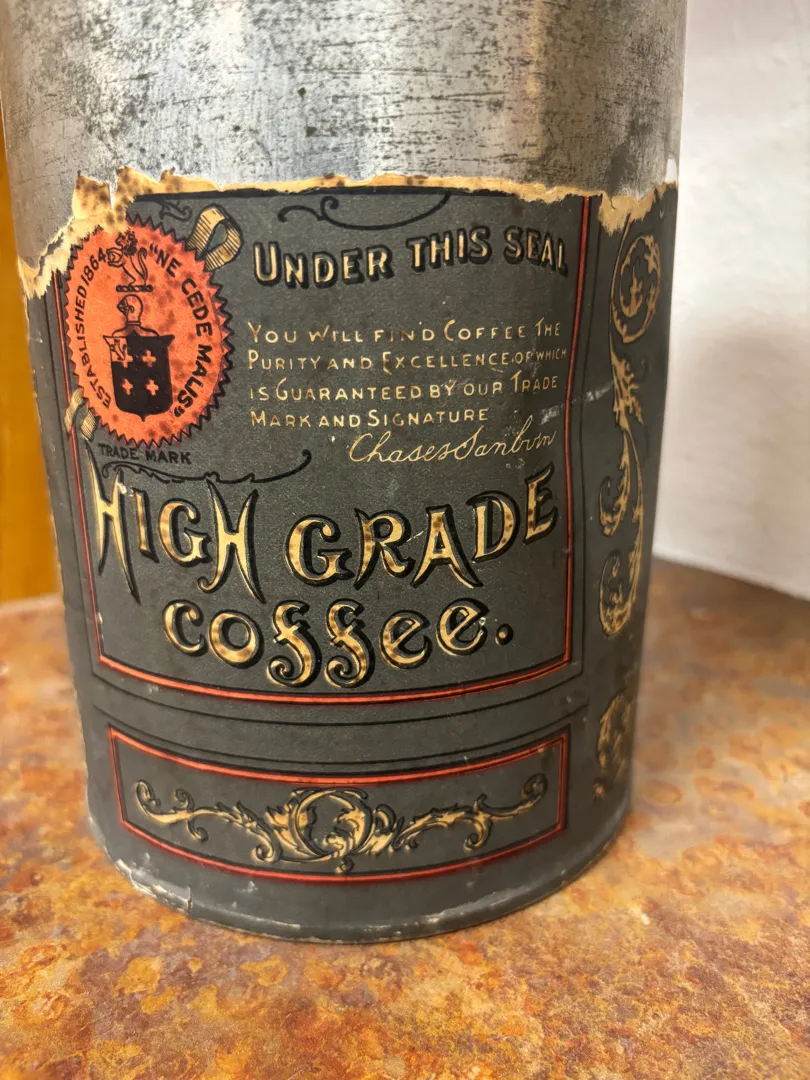 ESTABLISHED 1864
"NE CEDE MALIS"
TRADE MARK
UNDER THIS SEAL
YOU WILL FIND COFFEE THE
PURITY AND EXCELLENCE OF WHICH
IS GUARANTEED BY OUR TRADE
MARK AND SIGNATURE
Chase & Sanborn
HIGH GRADE
COFFEE.